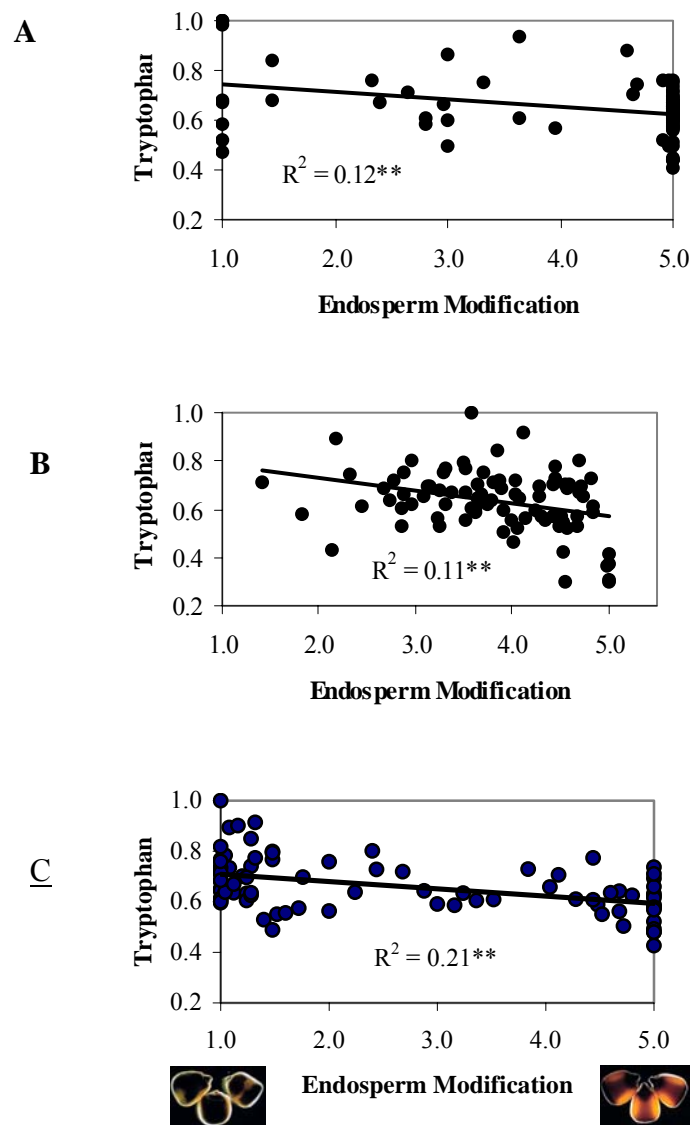 A
Tryptophan
1.0
0.8
0.6
0.4
0.2
R² = 0.12**
1.0 2.0 3.0 4.0 5.0
Endosperm Modification
B
Tryptophan
1.0
0.8
0.6
0.4
0.2
R² = 0.11**
1.0 2.0 3.0 4.0 5.0
Endosperm Modification
C
Tryptophan
1.0
0.8
0.6
0.4
0.2
R² = 0.21**
1.0 2.0 3.0 4.0 5.0
Endosperm Modification